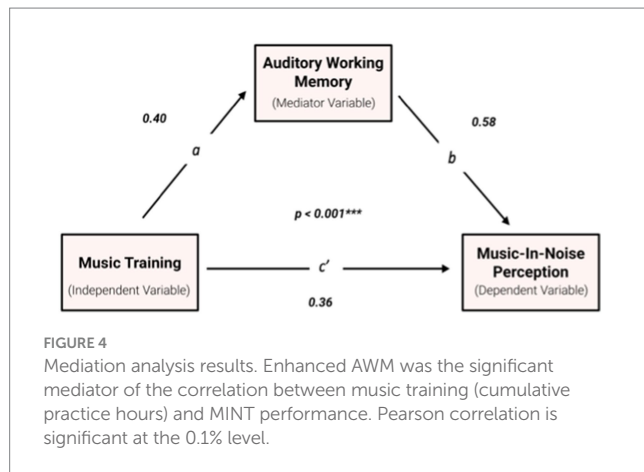 Auditory Working
Memory
(Mediator Variable)
0.40
0.58
a
b
p < 0.001***
Music Training
(Independent Variable)
c'
Music-In-Noise
Perception
(Dependent Variable)
0.36
FIGURE 4
Mediation analysis results. Enhanced AWM was the significant
mediator of the correlation between music training (cumulative
practice hours) and MINT performance. Pearson correlation is
significant at the 0.1% level.